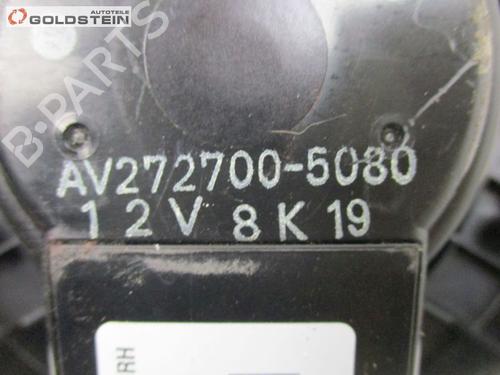 AUTOTEILE
GOLDSTEIN
B-PARTS
AV272700-5080
12V 8K19
RH